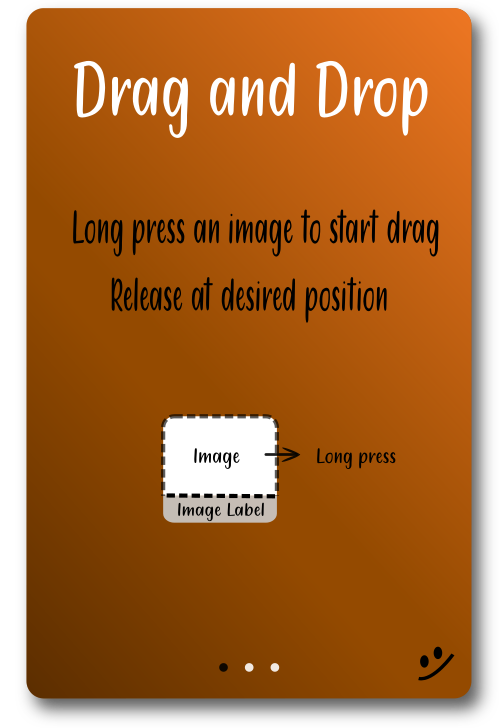 Drag and Drop
Long press an image to start drag
Release at desired position
Image
Long press
Image Label